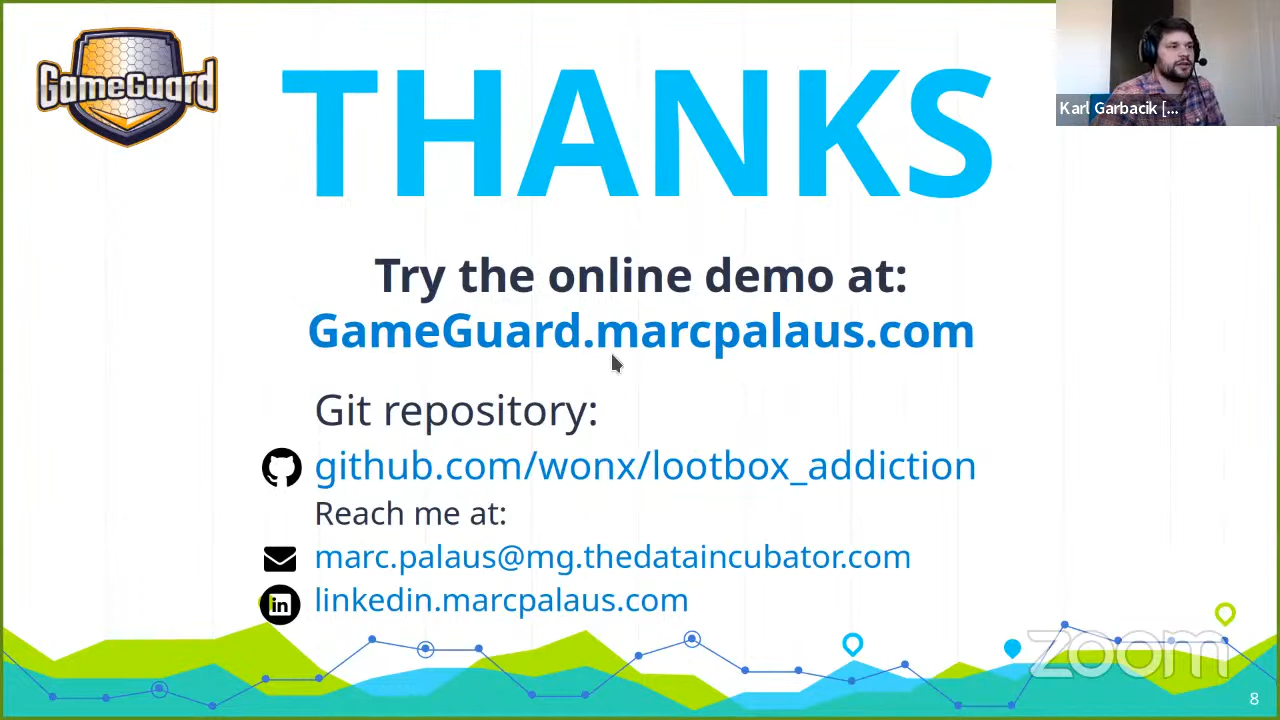 GameGuard
THANKS
Karl Garbacik [...
Try the online demo at:
GameGuard.marcpalaus.com
Git repository:
github.com/wonx/lootbox_addiction
Reach me at:
marc.palaus@mg.thedataincubator.com
in
linkedin.marcpalaus.com
zoom
8